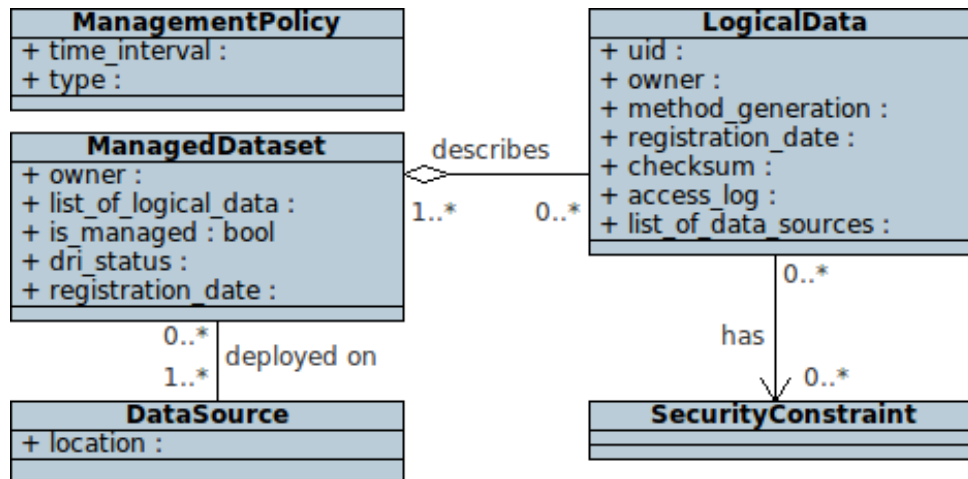 ManagementPolicy
+ time_interval :
+ type :
ManagedDataset
+ owner :
+ list_of_logical_data :
+ is_managed : bool
+ dri_status :
+ registration_date :
describes
1..*
0..*
LogicalData
+ uid :
+ owner :
+ method_generation :
+ registration_date :
+ checksum :
+ access_log :
+ list_of_data_sources :
0..*
deployed on
1..*
0..*
has
0..*
DataSource
+ location :
SecurityConstraint